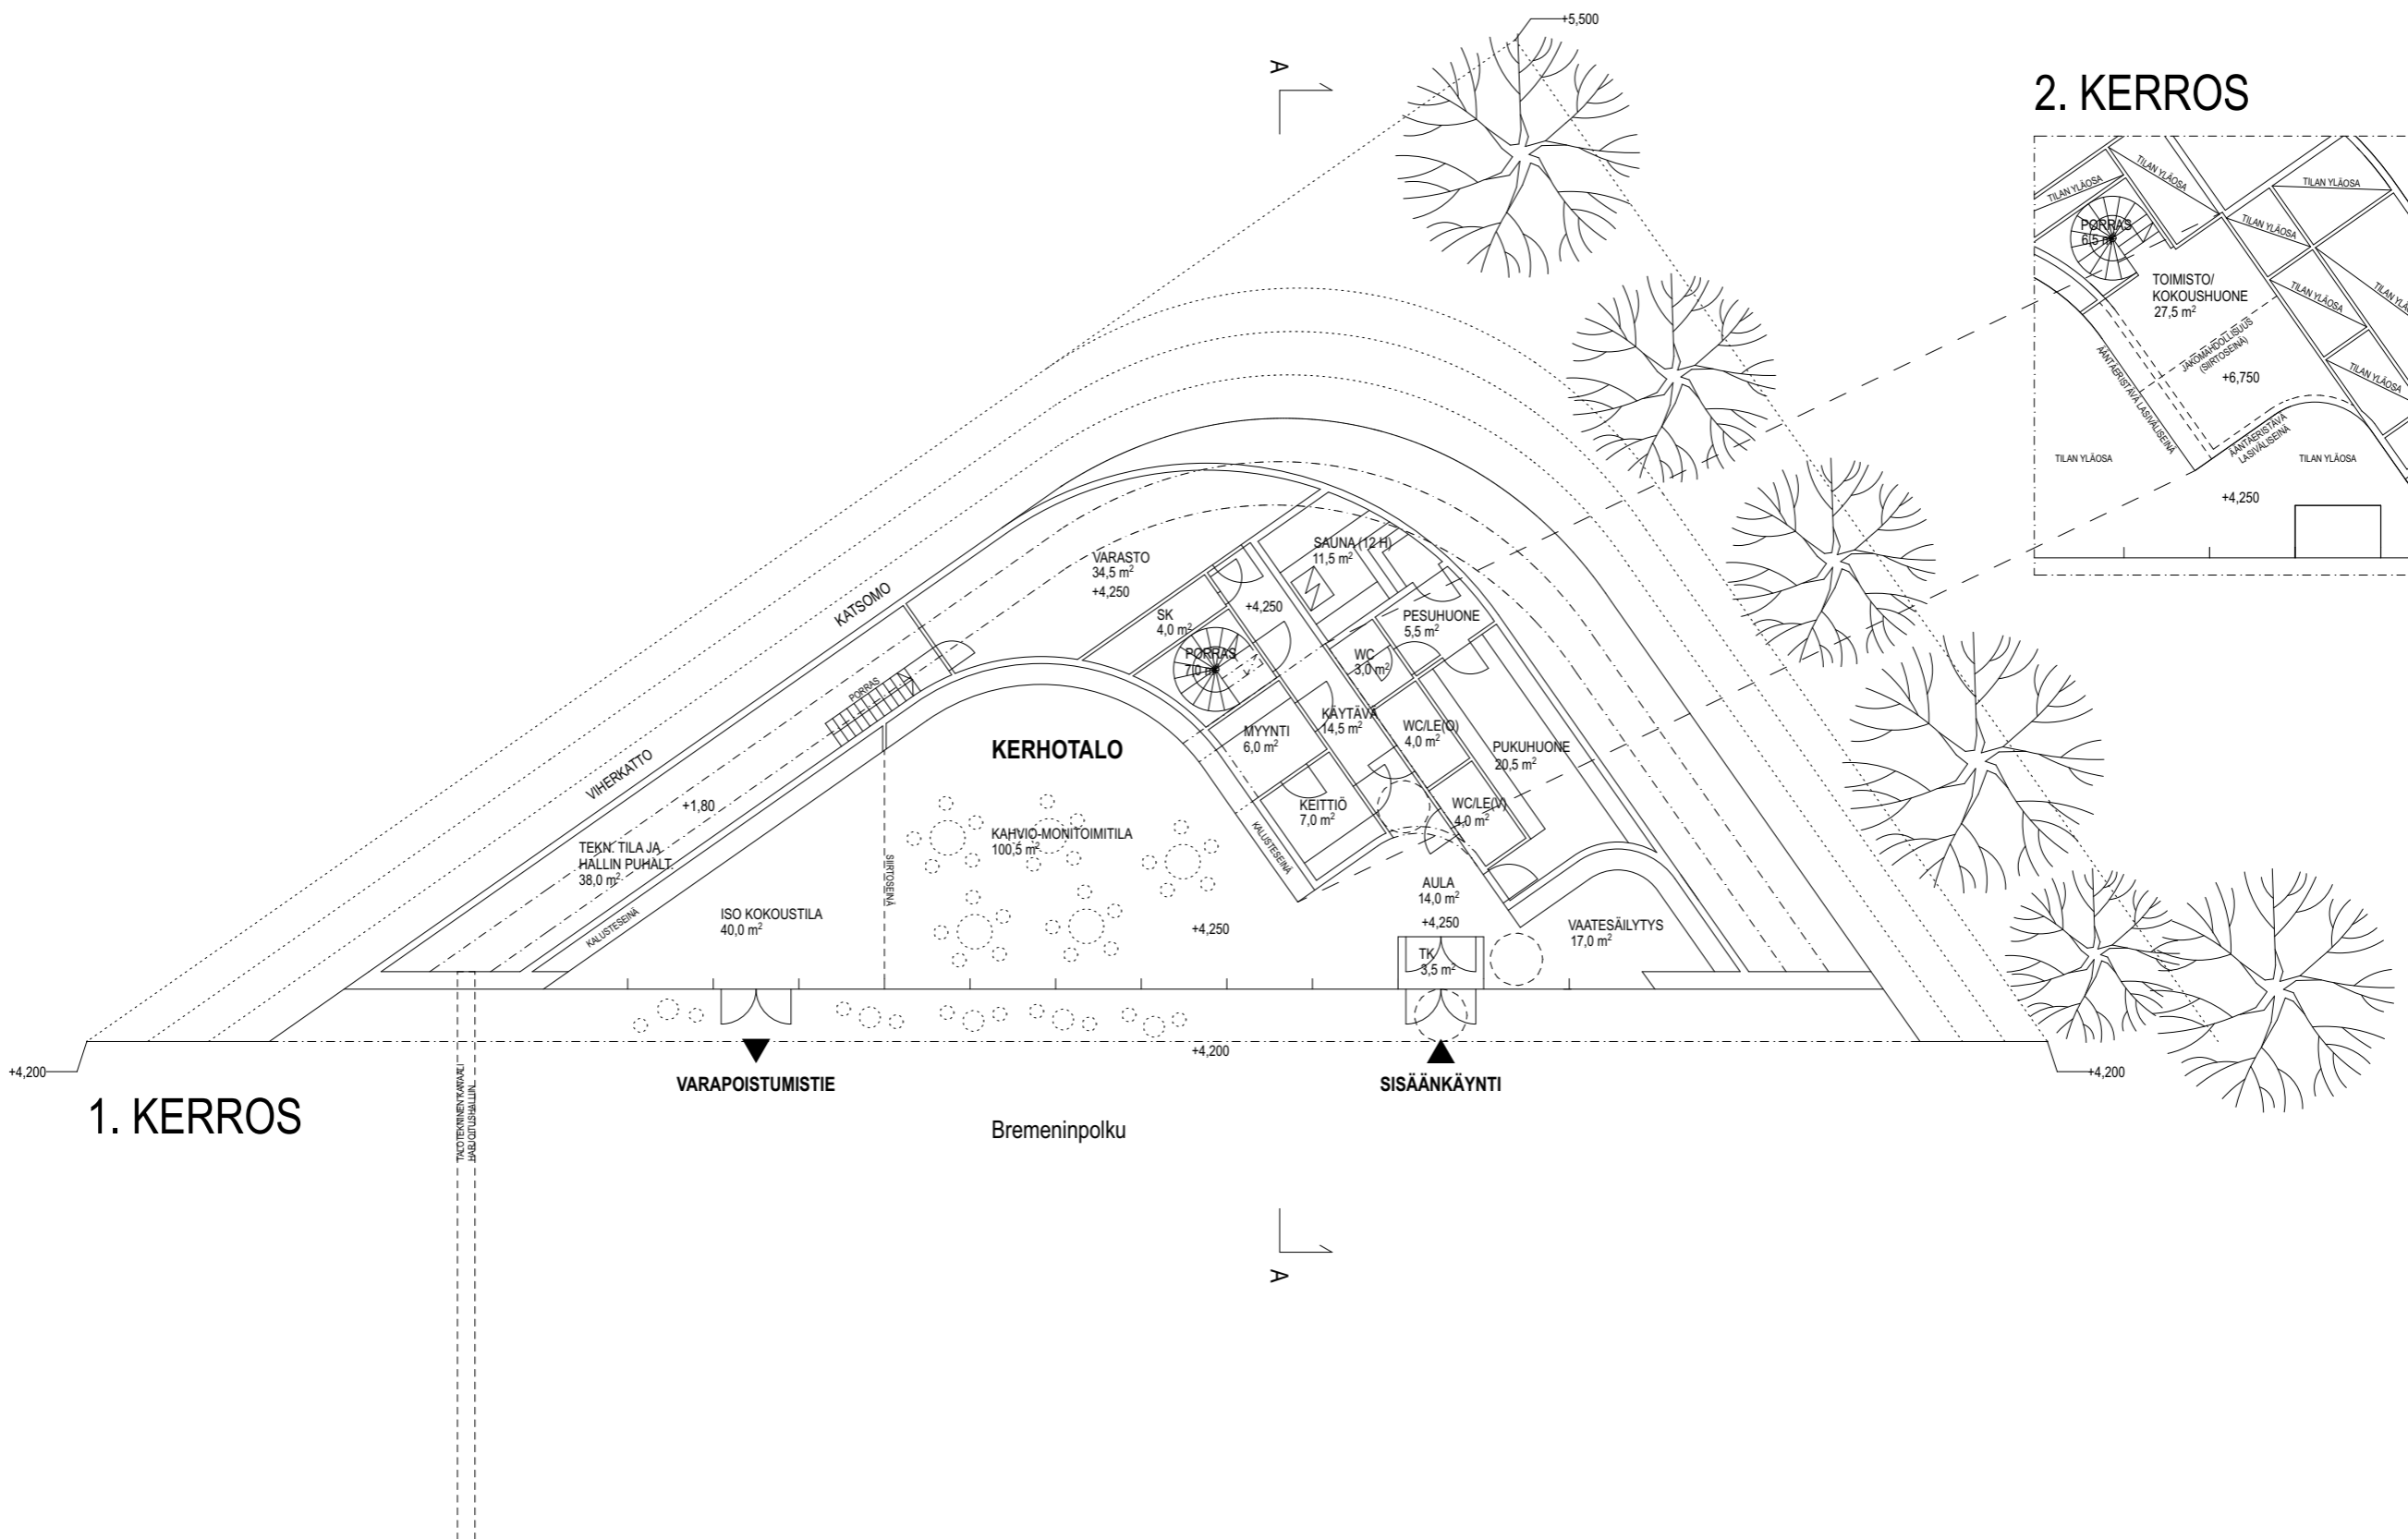 +5,500
A
2. KERROS
TILAN YLÄOSA
TILAN YLÄOSA
TILAN YLÄOSA
TILAN YLÄOSA
TILAN YLÄOSA
TILAN
TILAN YLÄOSA
PORRAS
6,5 m²
TOIMISTO/
KOKOUSHUONE
27,5 m²
JAKOMAHDOLLISUUS
(SIIRTOSEINÄ)
+6,750
ÄÄNTÄERISTÄVÄ LASIVÄLISEINÄ
ÄÄNTÄERISTÄVÄ
LASIVÄLISEINÄ
TILAN YLÄOSA
TILAN YLÄOSA
+4,250
KATSOMO
VARASTO
34,5 m²
+4,250
SAUNA (12 H)
11,5 m²
SK
4,0 m²
+4,250
PESUHUONE
5,5 m²
PORRAS
7,0 m²
WC
3,0 m²
PORRAS
KÄYTÄVÄ
14,5 m²
MYYNTI
6,0 m²
WC/LE(O)
4,0 m²
PUKUHUONE
20,5 m²
KERHOTALO
VIHERKATTO
+1,80
KEITTIÖ
7,0 m²
WC/LE(V)
4,0 m²
KAHVIO-MONITOIMITILA
100,5 m²
KALUSTESEINÄ
TEKN. TILA JA
HALLIN PUHALT.
38,0 m²
SIIRTOSEINÄ
AULA
14,0 m²
+4,250
ISO KOKOUSTILA
40,0 m²
KALUSTESEINÄ
+4,250
VAATESÄILYTYS
17,0 m²
TK
3,5 m²
+4,200
+4,200
+4,200
VARAPOISTUMISTIE
SISÄÄNKÄYNTI
1. KERROS
TALOTEKNINEN KANAALI
HARJOITUSHALLIIN
Bremeninpolku
A